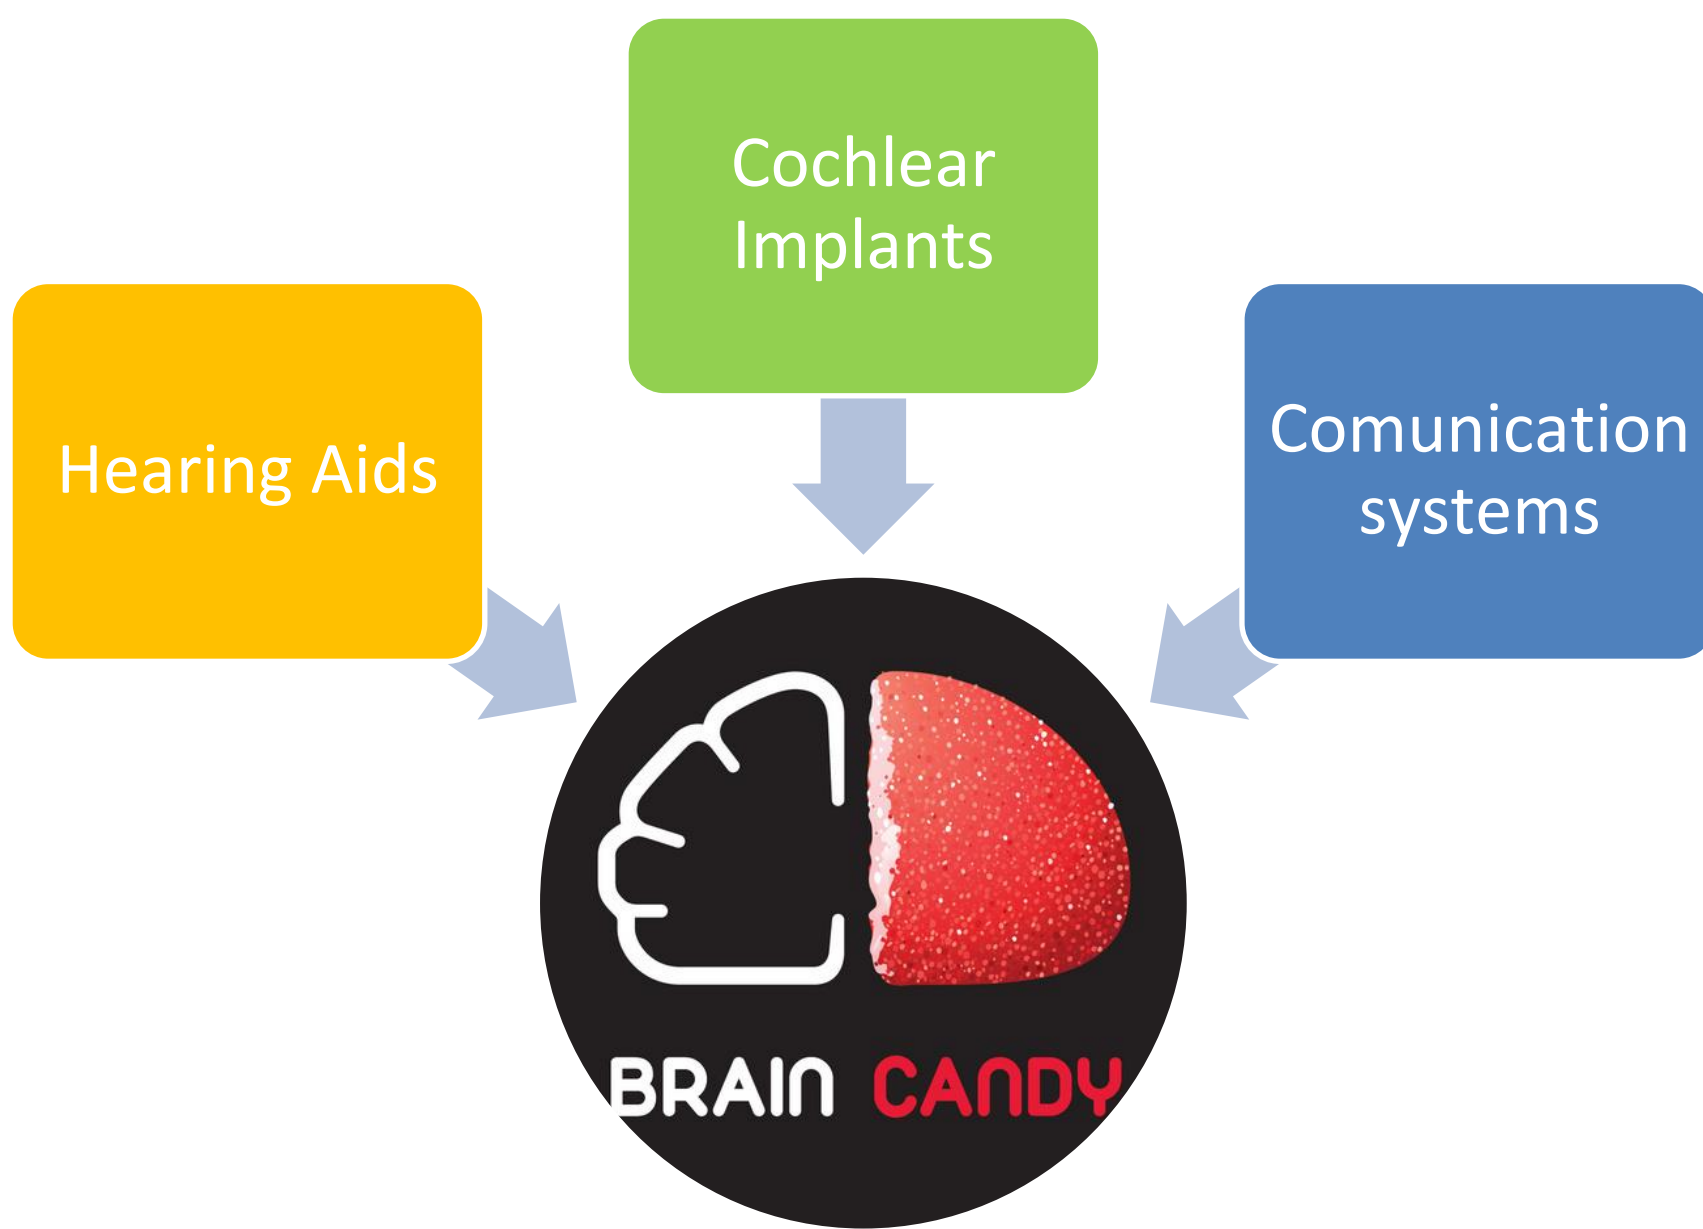 Cochlear
Implants
Hearing Aids
Comunication
systems
BRAIN CANDY